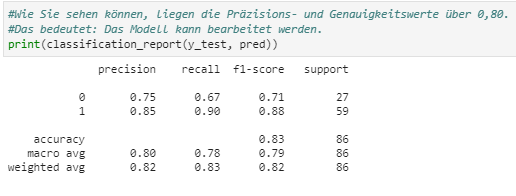 #Wie Sie sehen können, liegen die Präzisions- und Genauigkeitswerte über 0,80.
#Das bedeutet: Das Modell kann bearbeitet werden.
print(classification_report(y_test, pred))
precision recall f1-score support
0 0.75 0.67 0.71 27
1 0.85 0.90 0.88 59
accuracy 0.83 86
macro avg 0.80 0.78 0.79 86
weighted avg 0.82 0.83 0.82 86